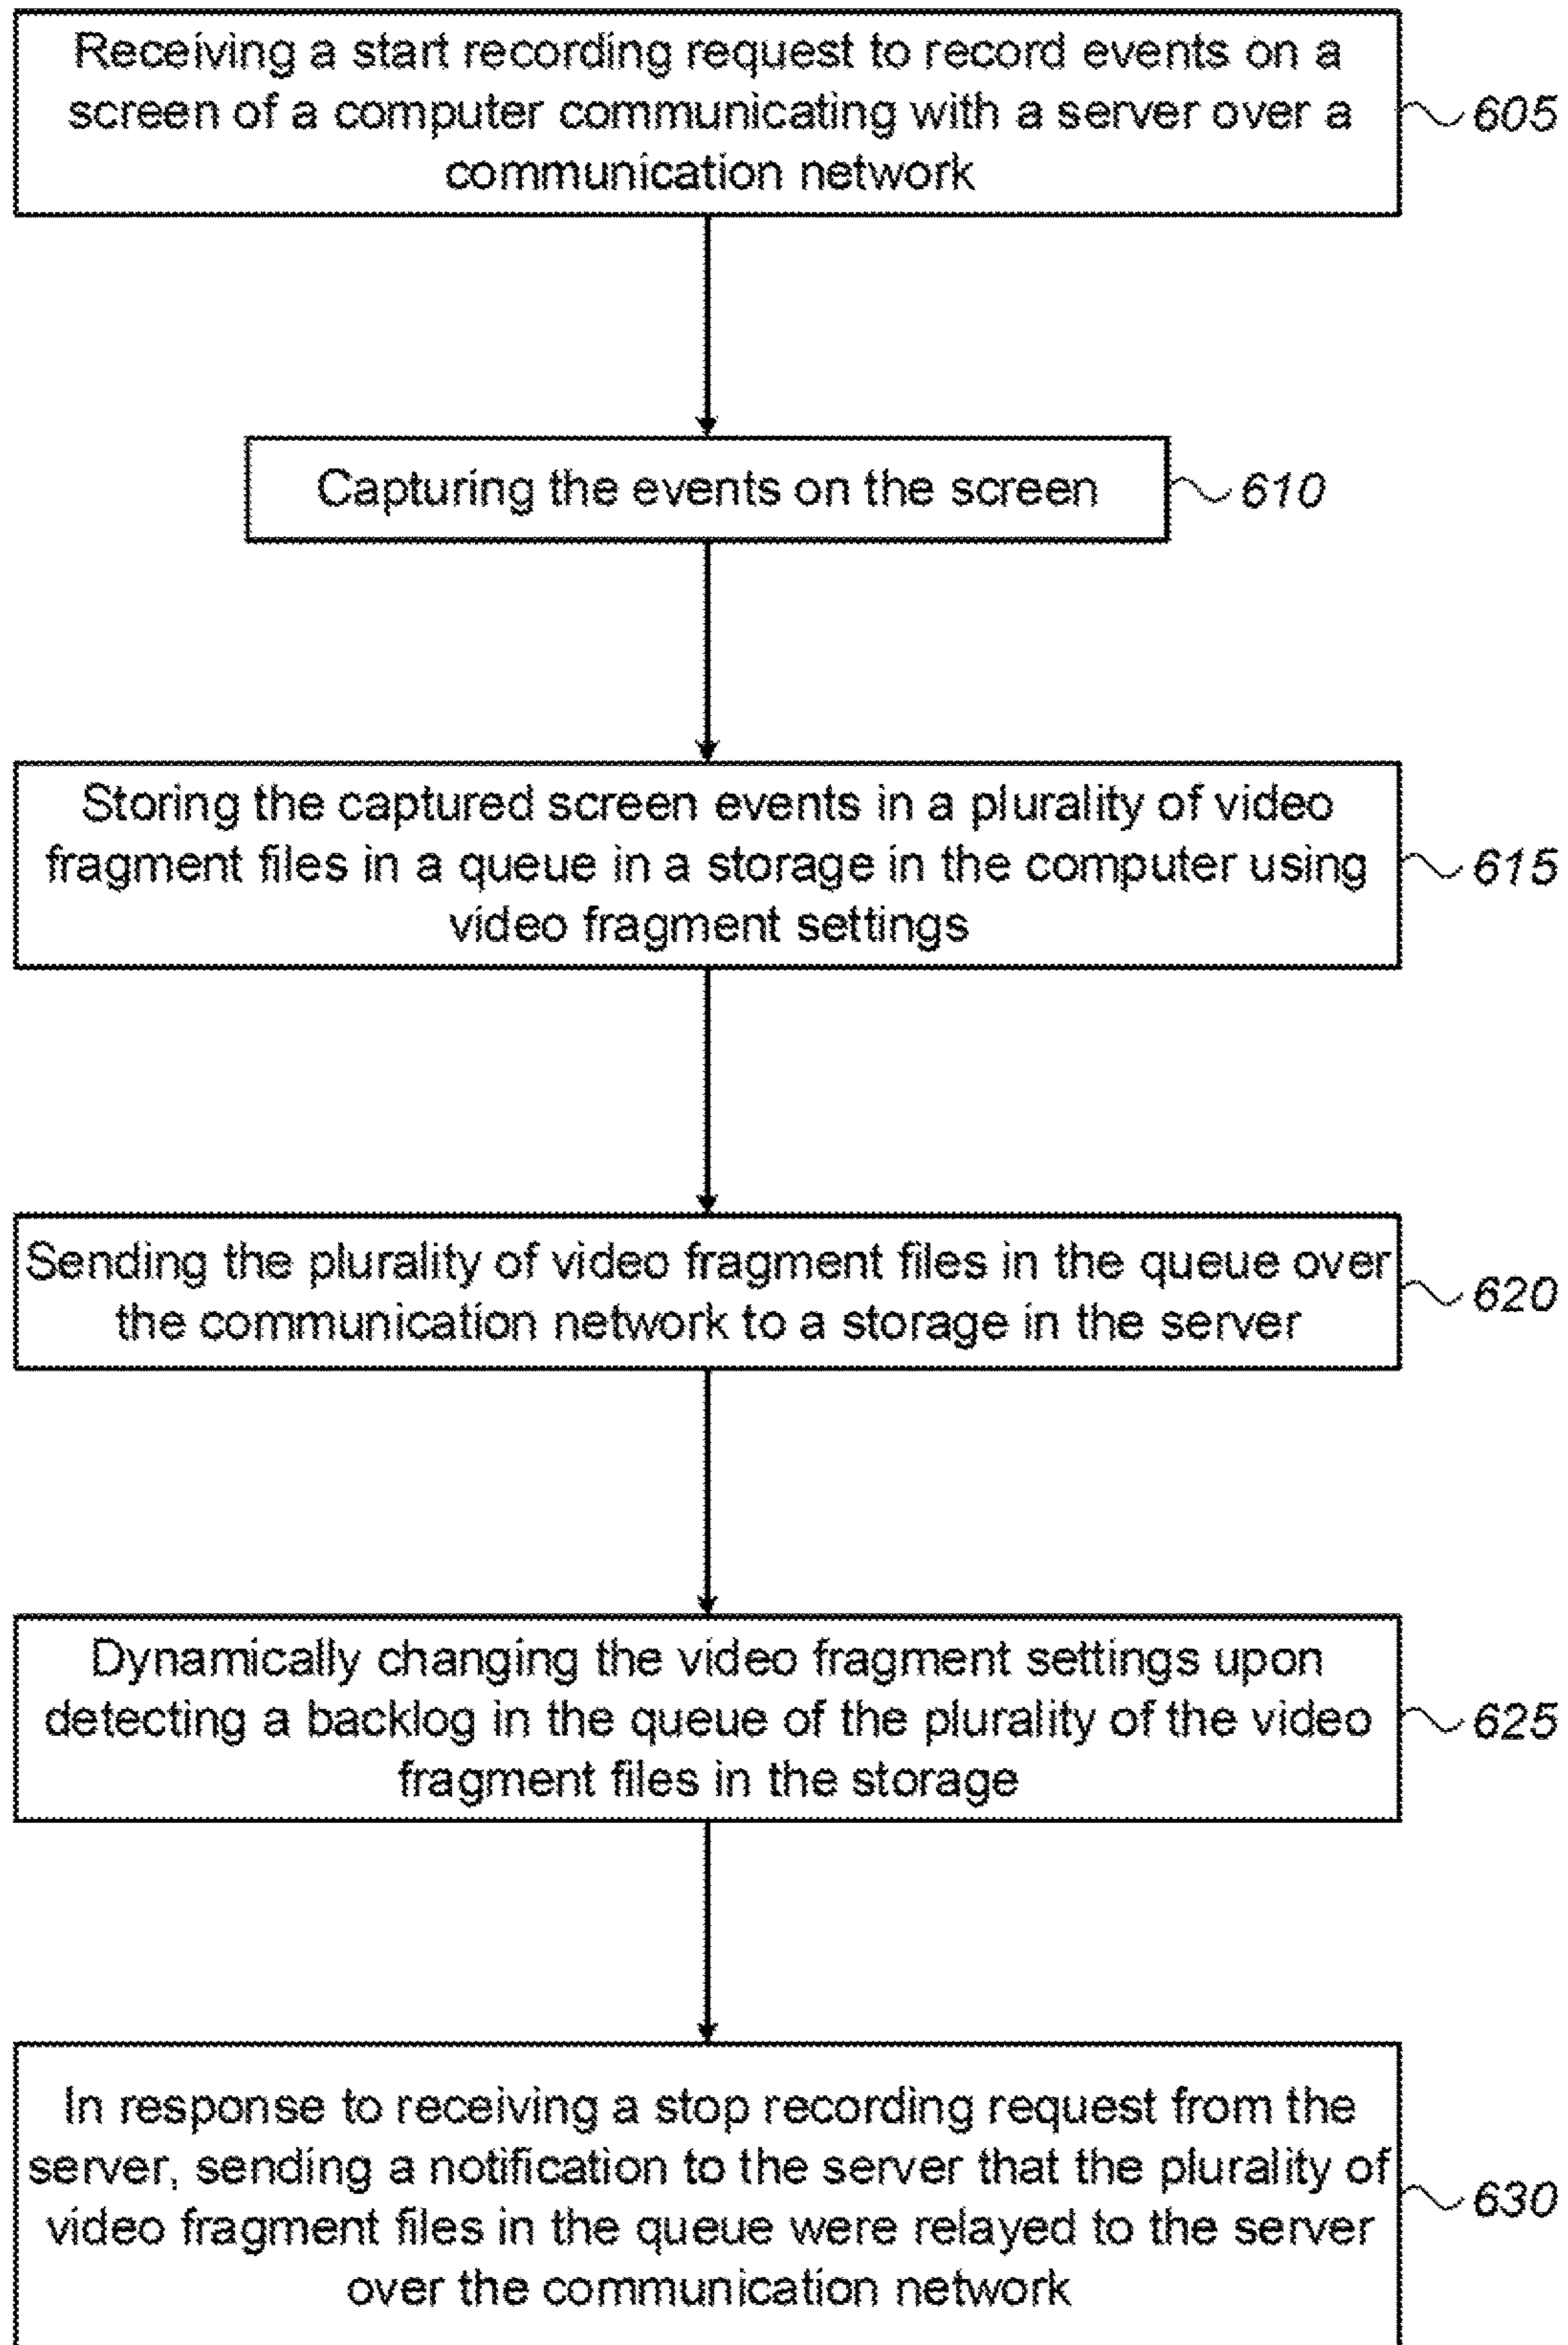 Receiving a start recording request to record events on a
screen of a computer communicating with a server over a
communication network
605
Capturing the events on the screen
610
Storing the captured screen events in a plurality of video
fragment files in a queue in a storage in the computer using
video fragment settings
615
Sending the plurality of video fragment files in the queue over
the communication network to a storage in the server
620
Dynamically changing the video fragment settings upon
detecting a backlog in the queue of the plurality of the video
fragment files in the storage
625
In response to receiving a stop recording request from the
server, sending a notification to the server that the plurality of
video fragment files in the queue were relayed to the server
over the communication network
630